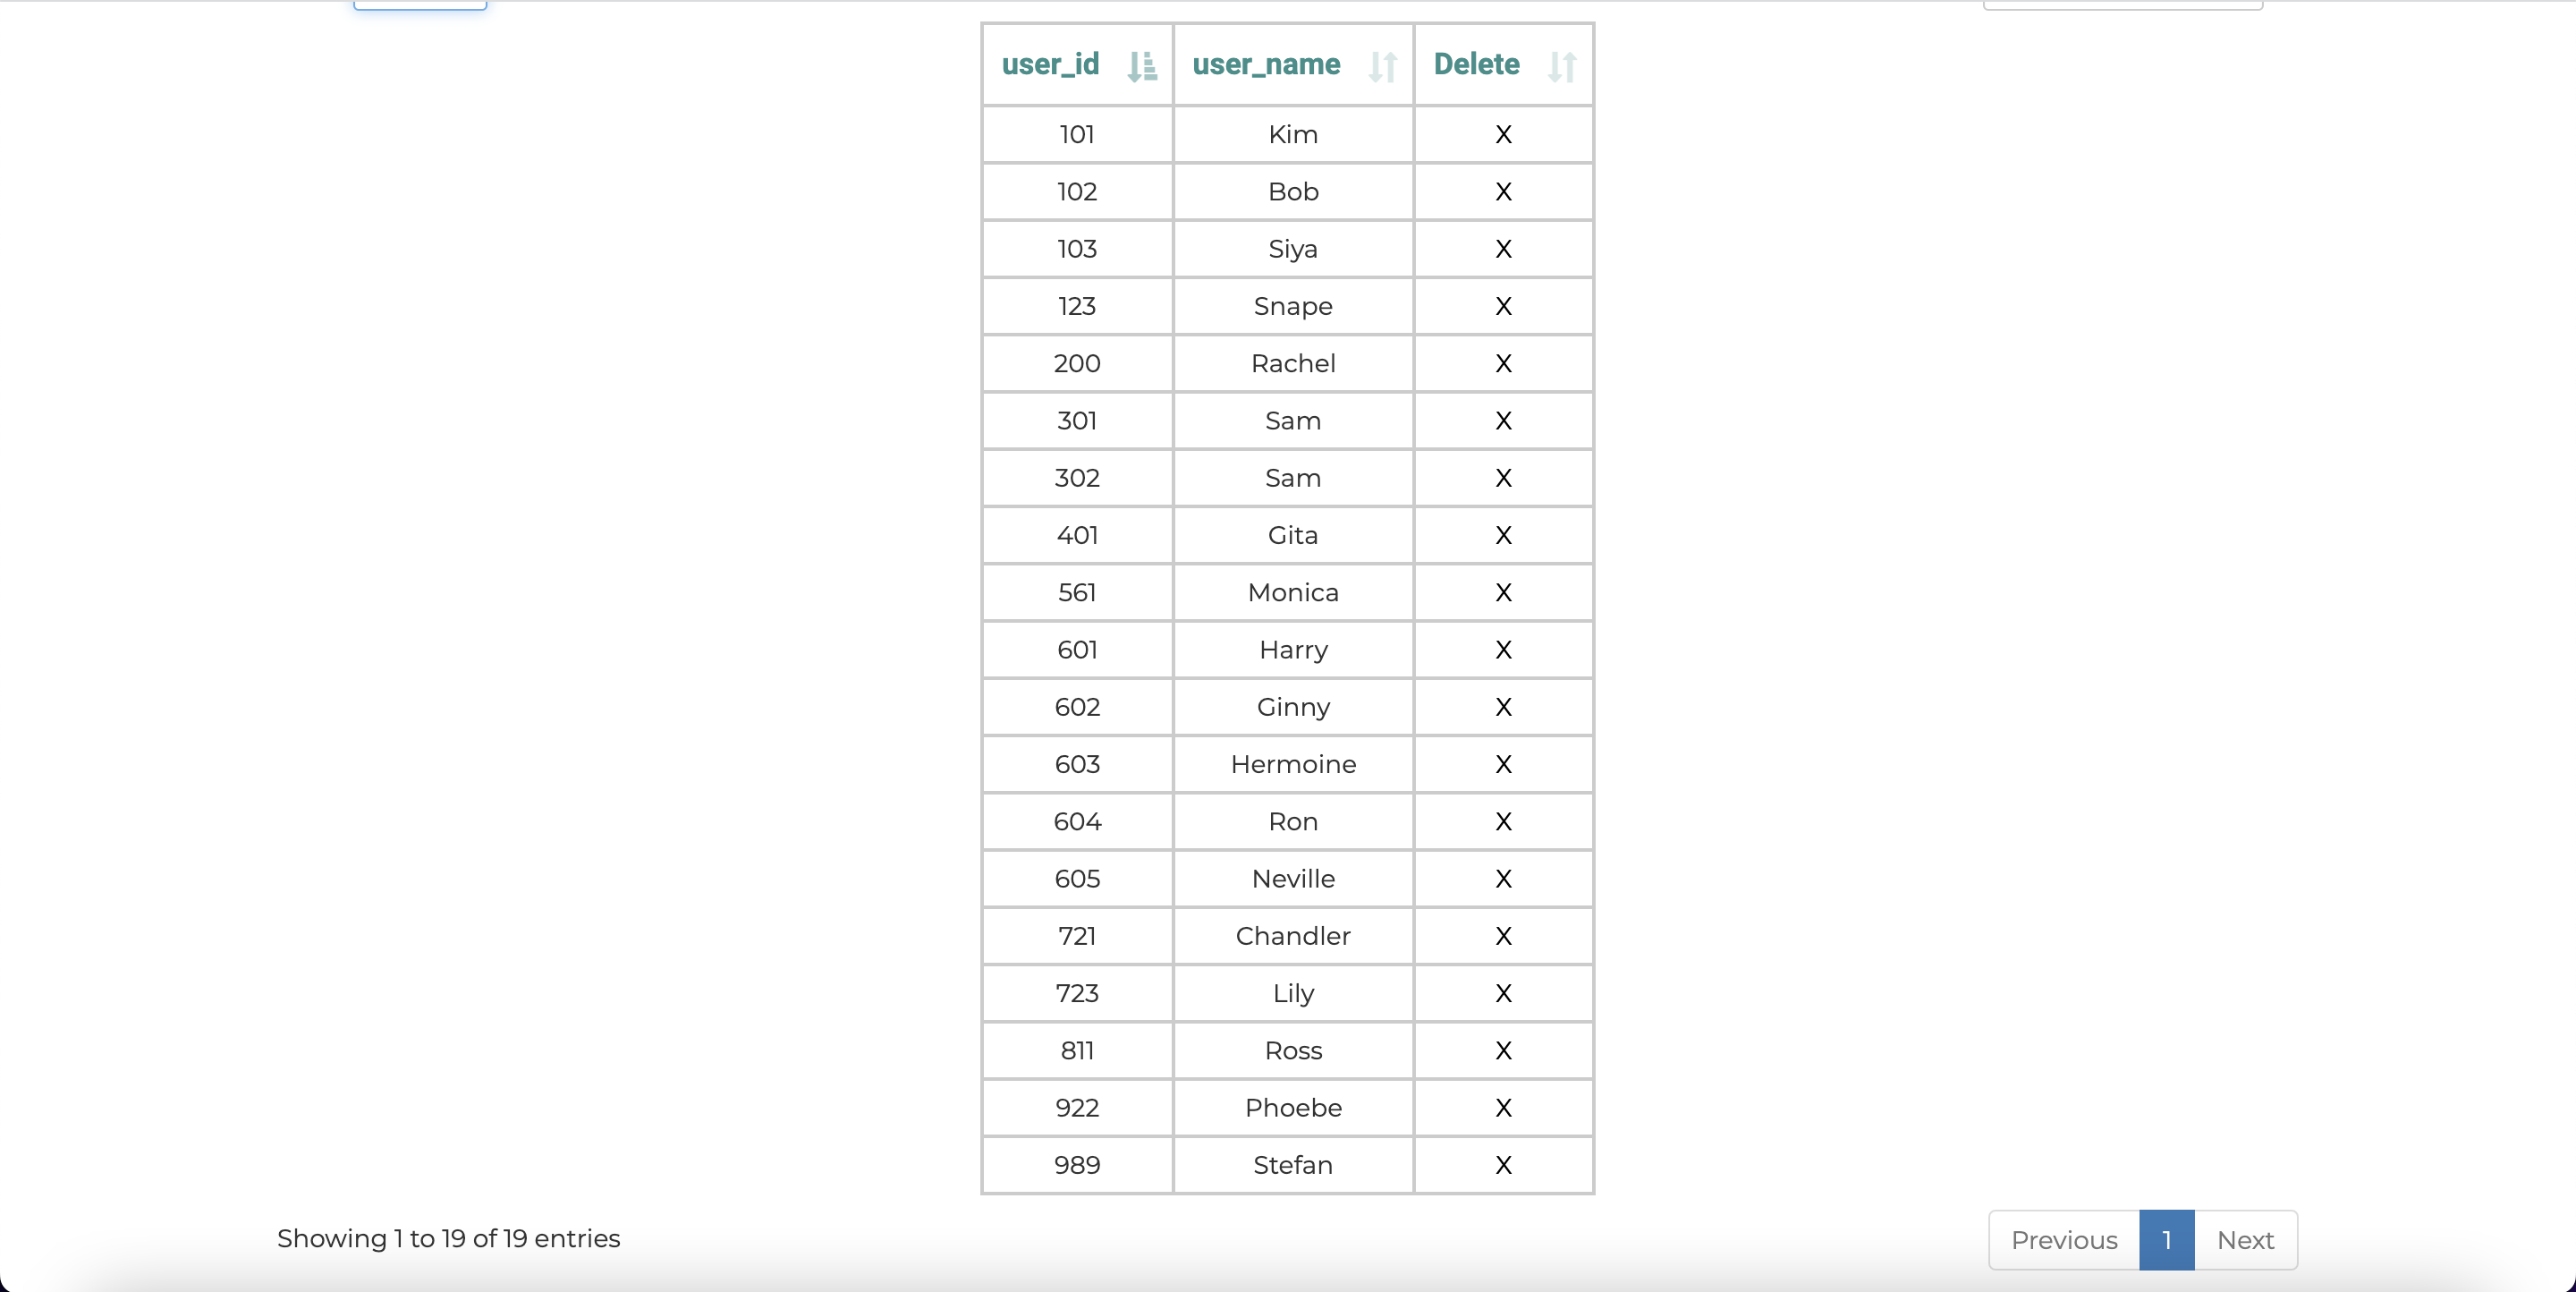 user_id user_name Delete
101 Kim X
102 Bob X
103 Siya X
123 Snape X
200 Rachel X
301 Sam X
302 Sam X
401 Gita X
561 Monica X
601 Harry X
602 Ginny X
603 Hermoine X
604 Ron X
605 Neville X
721 Chandler X
723 Lily X
811 Ross X
922 Phoebe X
989 Stefan X
Showing 1 to 19 of 19 entries
Previous 1 Next